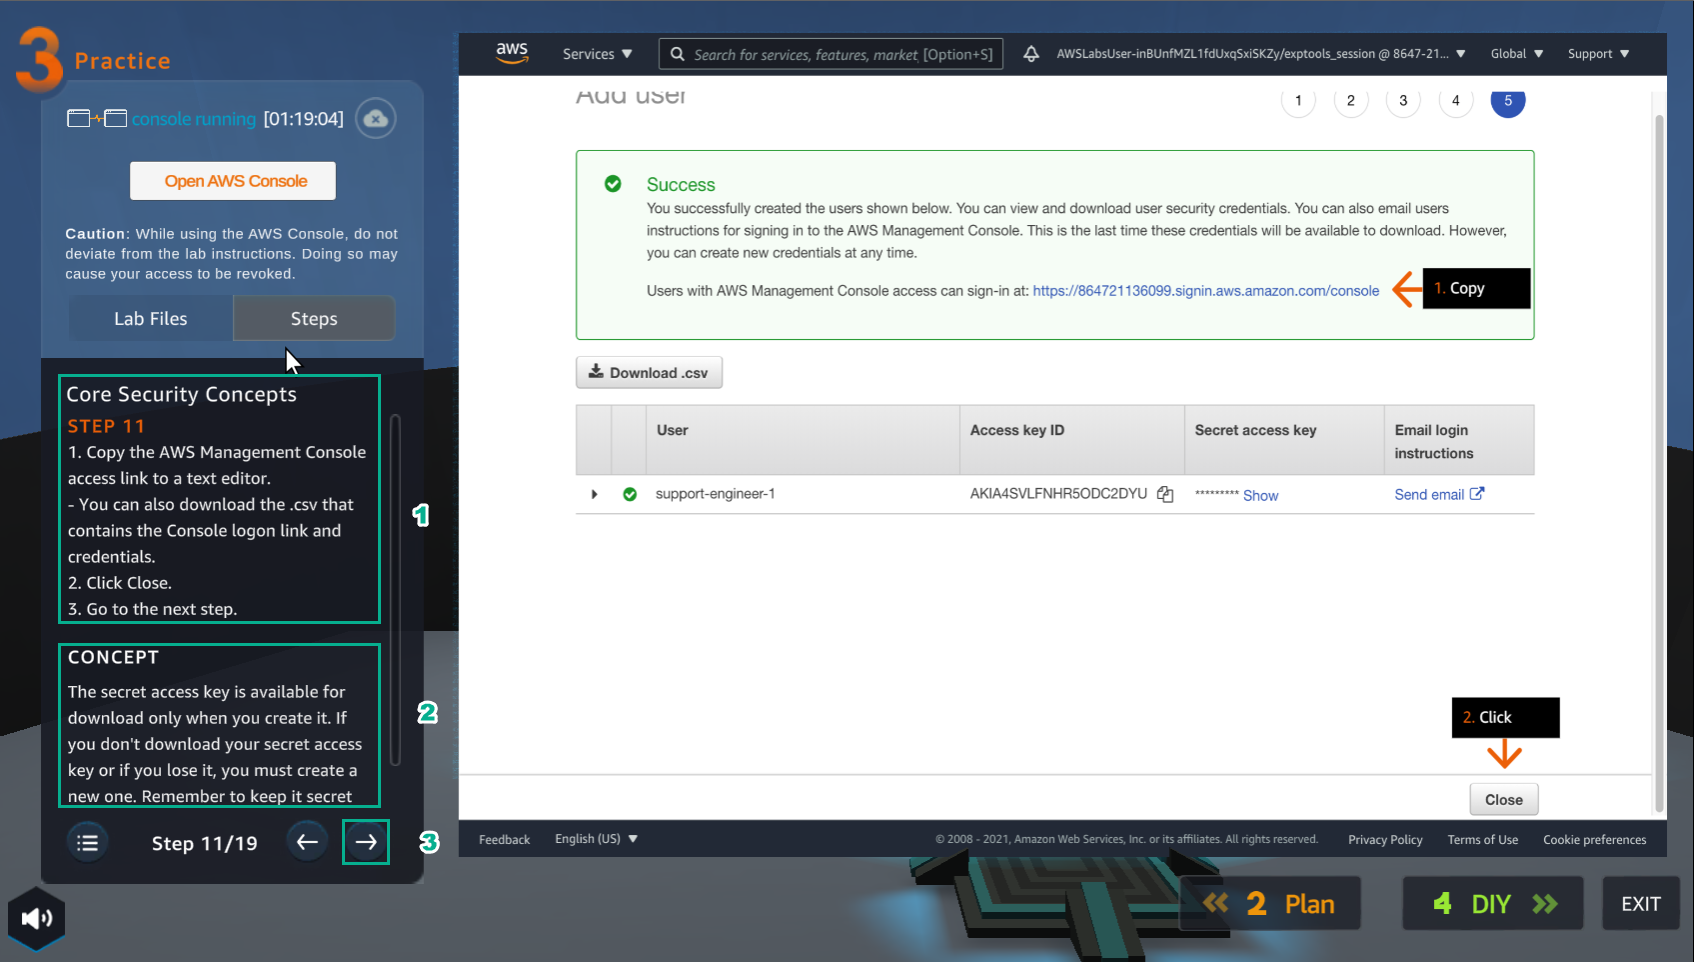 3 Practice
console running [01:19:04]
Open AWS Console
Caution: While using the AWS Console, do not
deviate from the lab instructions. Doing so may
cause your access to be revoked.
Lab Files
Steps
Core Security Concepts
STEP 11
1. Copy the AWS Management Console
access link to a text editor.
- You can also download the .csv that
contains the Console logon link and
credentials.
2. Click Close.
3. Go to the next step.
1
CONCEPT
The secret access key is available for
download only when you create it. If
you don't download your secret access
key or if you lose it, you must create a
new one. Remember to keep it secret
2
Step 11/19
3
aws
Services
Search for services, features, market [Option+S]
AWSLabsUser-inBUnfMZL1fdUxqSxiSKZy/exptools_session @ 8647-21...
Global
Support
Add user
1 2 3 4 5
Success
You successfully created the users shown below. You can view and download user security credentials. You can also email users
instructions for signing in to the AWS Management Console. This is the last time these credentials will be available to download. However,
you can create new credentials at any time.
Users with AWS Management Console access can sign-in at: https://864721136099.signin.aws.amazon.com/console
1. Copy
Download .csv
User
Access key ID
Secret access key
Email login
instructions
support-engineer-1
AKIA4SVLFNHR5ODC2DYU
********* Show
Send email
2. Click
Close
Feedback
English (US)
© 2008 - 2021, Amazon Web Services, Inc. or its affiliates. All rights reserved.
Privacy Policy
Terms of Use
Cookie preferences
2 Plan
4 DIY
EXIT